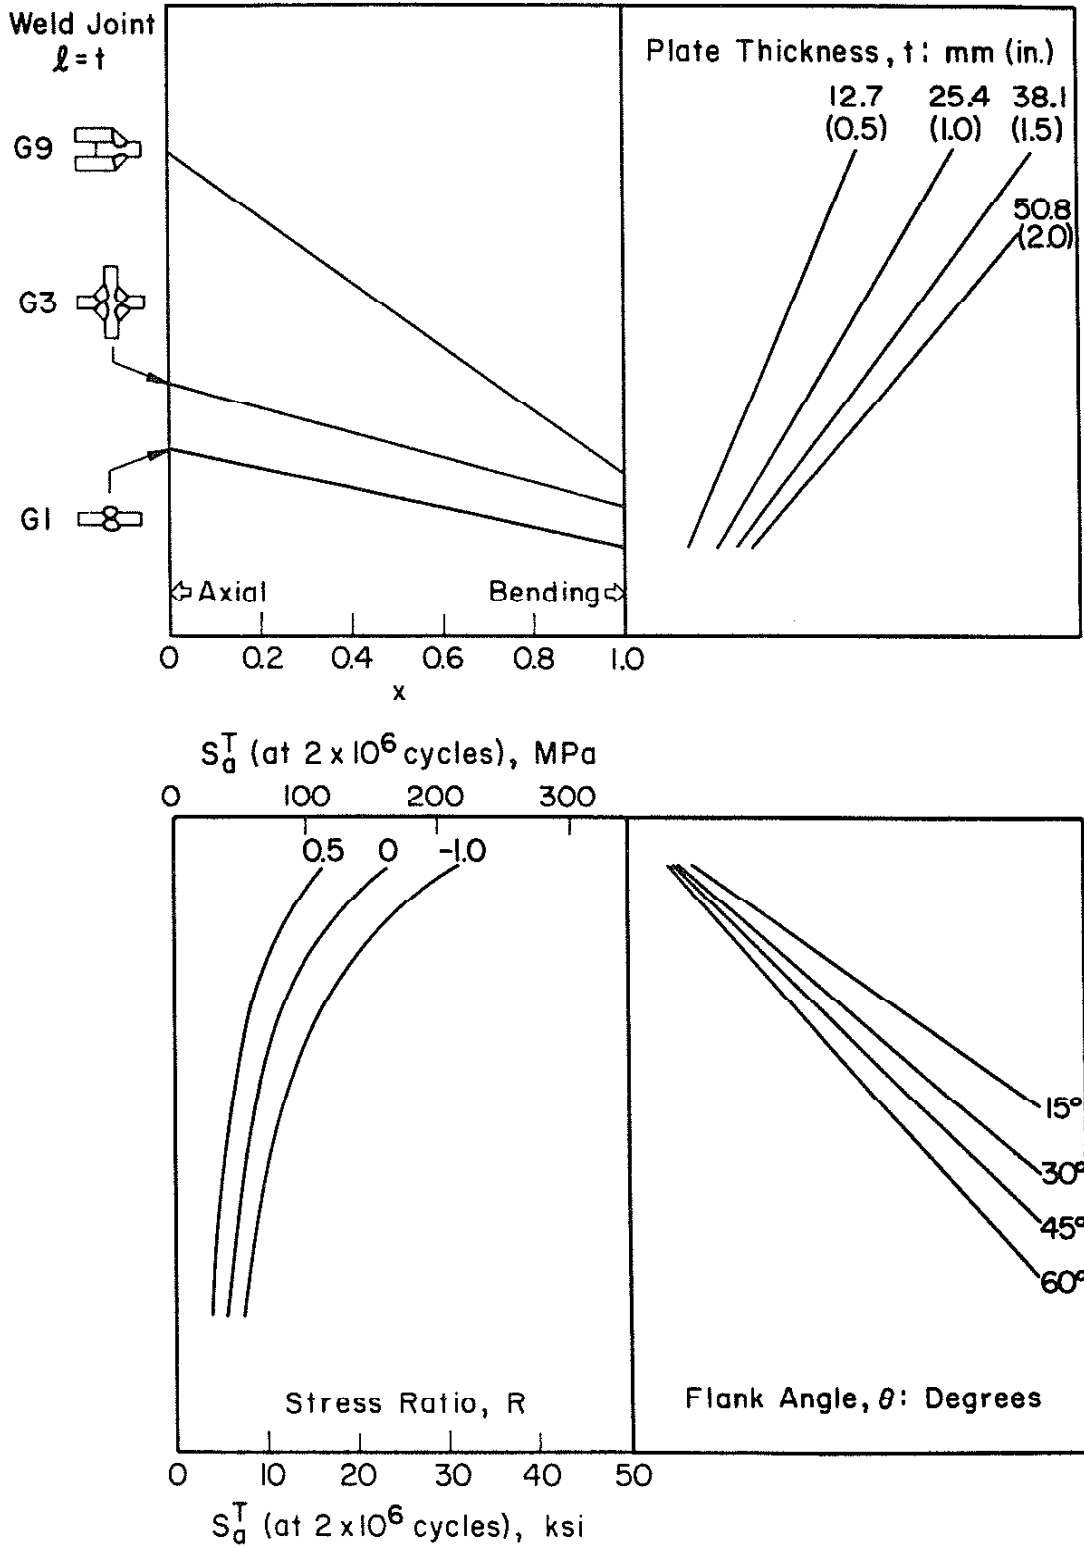 Weld Joint
ℓ = t
G9
G3
G1
⇦ Axial
Bending ⇨
0 0.2 0.4 0.6 0.8 1.0
x
Plate Thickness, t: mm (in.)
12.7 25.4 38.1
(0.5) (1.0) (1.5)
50.8
(2.0)
S_a^T (at 2 x 10^6 cycles), MPa
0 100 200 300
0.5 0 -1.0
Stress Ratio, R
0 10 20 30 40 50
S_a^T (at 2 x 10^6 cycles), ksi
15°
30°
45°
60°
Flank Angle, θ: Degrees